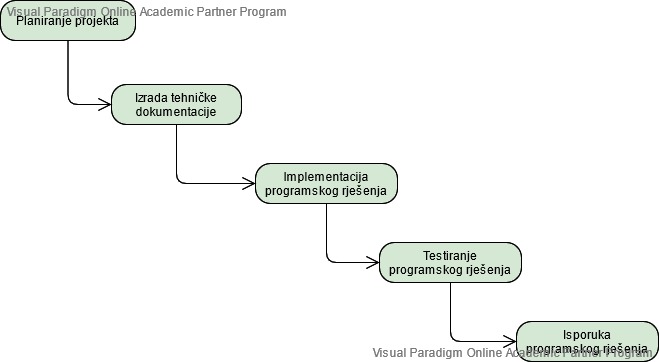 Visual Paradigm Online Academic Partner Program
Planiranje projekta
Izrada tehničke
dokumentacije
Implementacija
programskog rješenja
Testiranje
programskog rješenja
Isporuka
programskog rješenja
Visual Paradigm Online Academic Partner Program